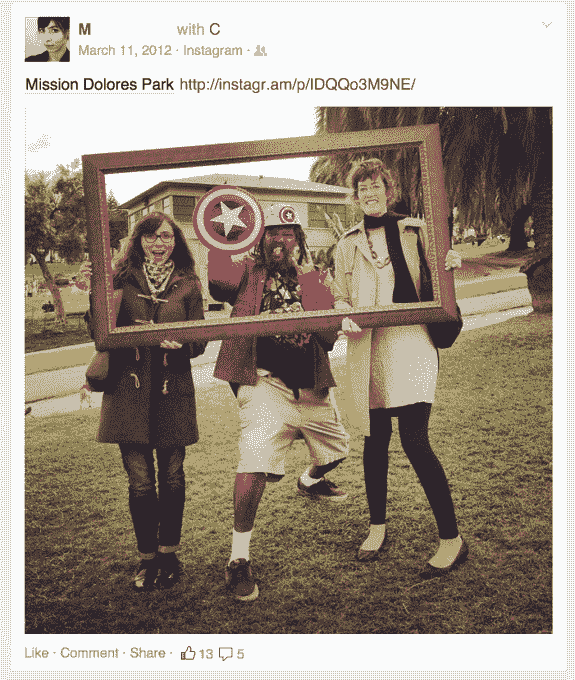 M with C
March 11, 2012 · Instagram ·
Mission Dolores Park http://instagr.am/p/IDQQo3M9NE/
Like · Comment · Share · 13 5